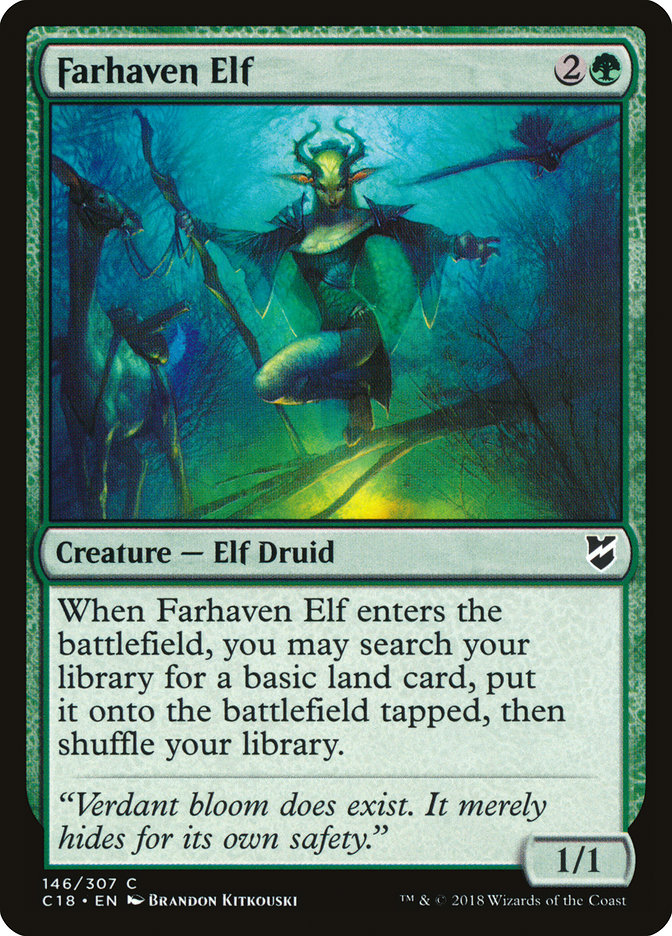 Farhaven Elf 2
Creature — Elf Druid
When Farhaven Elf enters the
battlefield, you may search your
library for a basic land card, put
it onto the battlefield tapped, then
shuffle your library.
“Verdant bloom does exist. It merely
hides for its own safety.”
1/1
146/307 C
C18 • EN Brandon Kitkouski
™ & © 2018 Wizards of the Coast